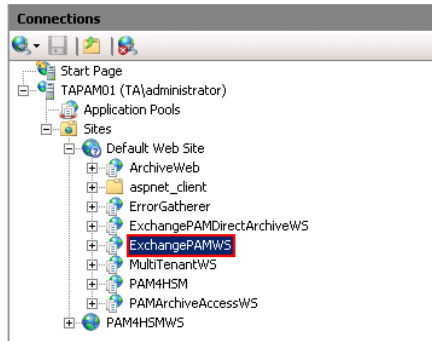 Connections
Start Page
TAPAM01 (TA\administrator)
Application Pools
Sites
Default Web Site
ArchiveWeb
aspnet_client
ErrorGatherer
ExchangePAMDirectArchiveWS
ExchangePAMWS
MultiTenantWS
PAM4HSM
PAMArchiveAccessWS
PAM4HSMWS